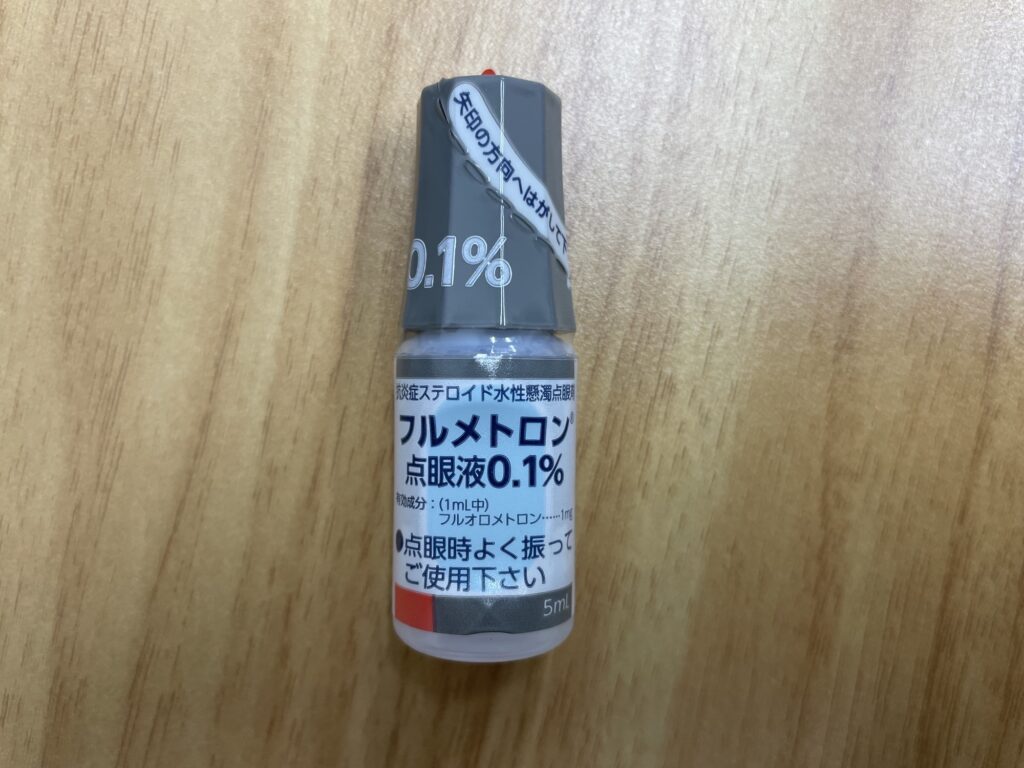 矢印の方向へはがして下
0.1%
抗炎症ステロイド水性懸濁点眼剤
フルメトロン®
点眼液0.1%
有効成分：(1mL中)
フルオロメトロン……1mg
●点眼時よく振って
ご使用下さい
5mL